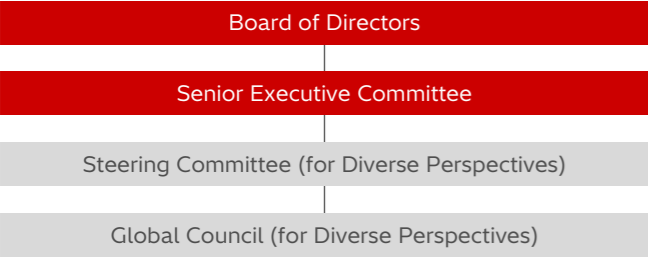 Board of Directors
Senior Executive Committee
Steering Committee (for Diverse Perspectives)
Global Council (for Diverse Perspectives)